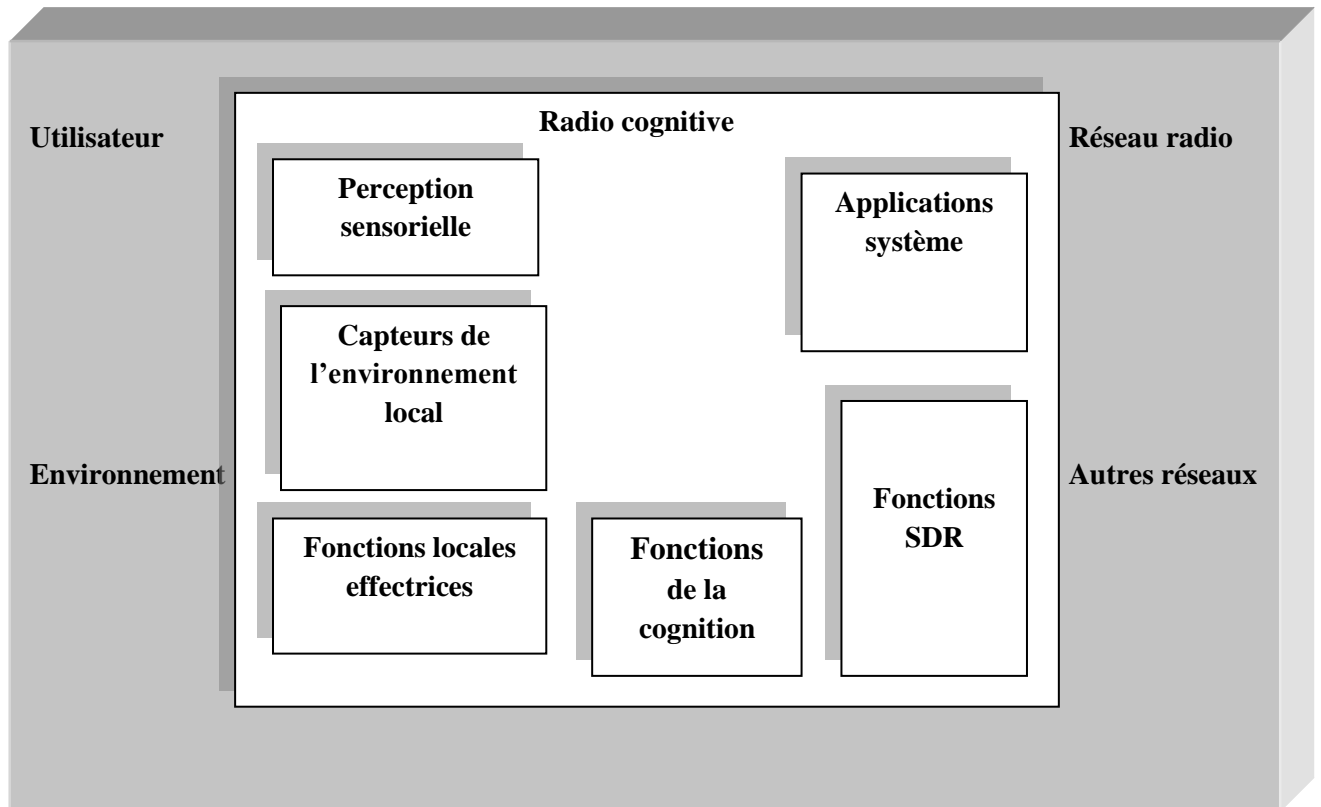 Radio cognitive
Utilisateur
Réseau radio
Perception
sensorielle
Applications
système
Capteurs de
l’environnement
local
Environnement
Autres réseaux
Fonctions
SDR
Fonctions locales
effectrices
Fonctions
de la
cognition